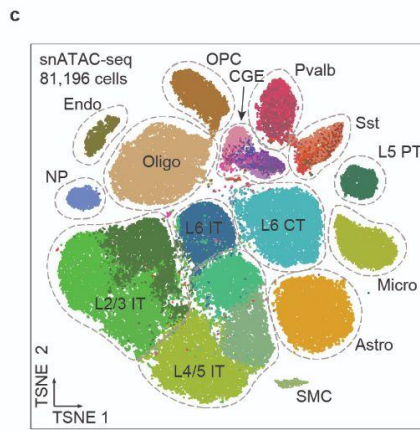 c
snATAC-seq
81,196 cells
OPC
CGE
Pvalb
Endo
Sst
Oligo
L5 PT
NP
L6 IT
L6 CT
Micro
L2/3 IT
Astro
L4/5 IT
SMC
TSNE 2
TSNE 1